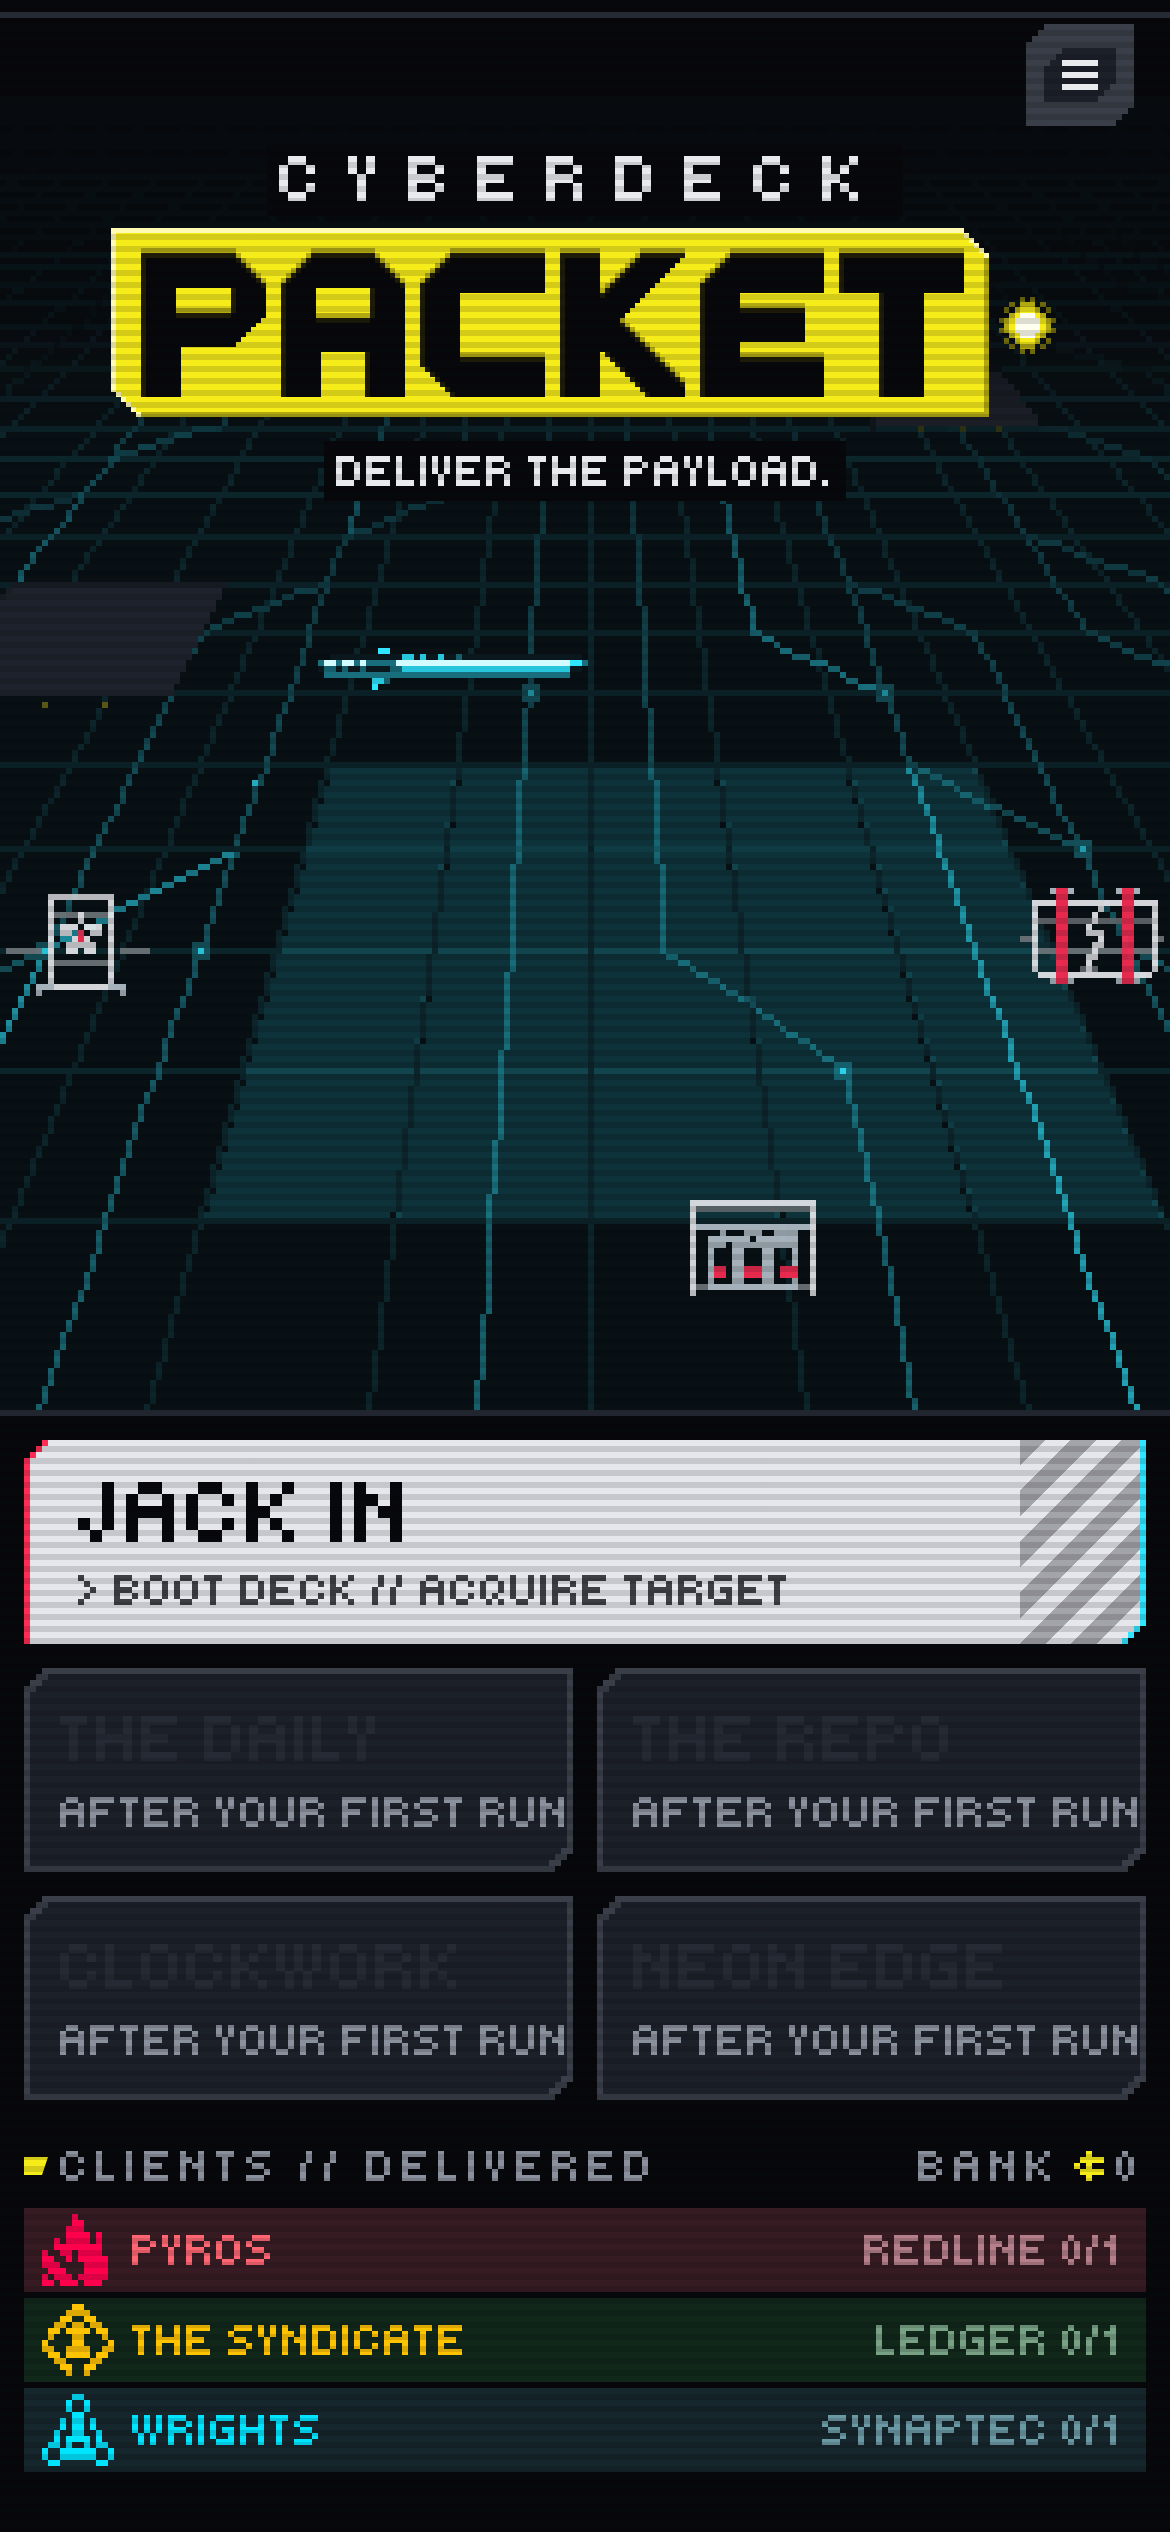 CYBERDECK
PACKET
DELIVER THE PAYLOAD.
JACK IN
> BOOT DECK // ACQUIRE TARGET
THE DAILY
AFTER YOUR FIRST RUN
THE REPO
AFTER YOUR FIRST RUN
CLOCKWORK
AFTER YOUR FIRST RUN
NEON EDGE
AFTER YOUR FIRST RUN
CLIENTS // DELIVERED
BANK ¢0
PYROS
REDLINE 0/1
THE SYNDICATE
LEDGER 0/1
WRIGHTS
SYNAPTEC 0/1